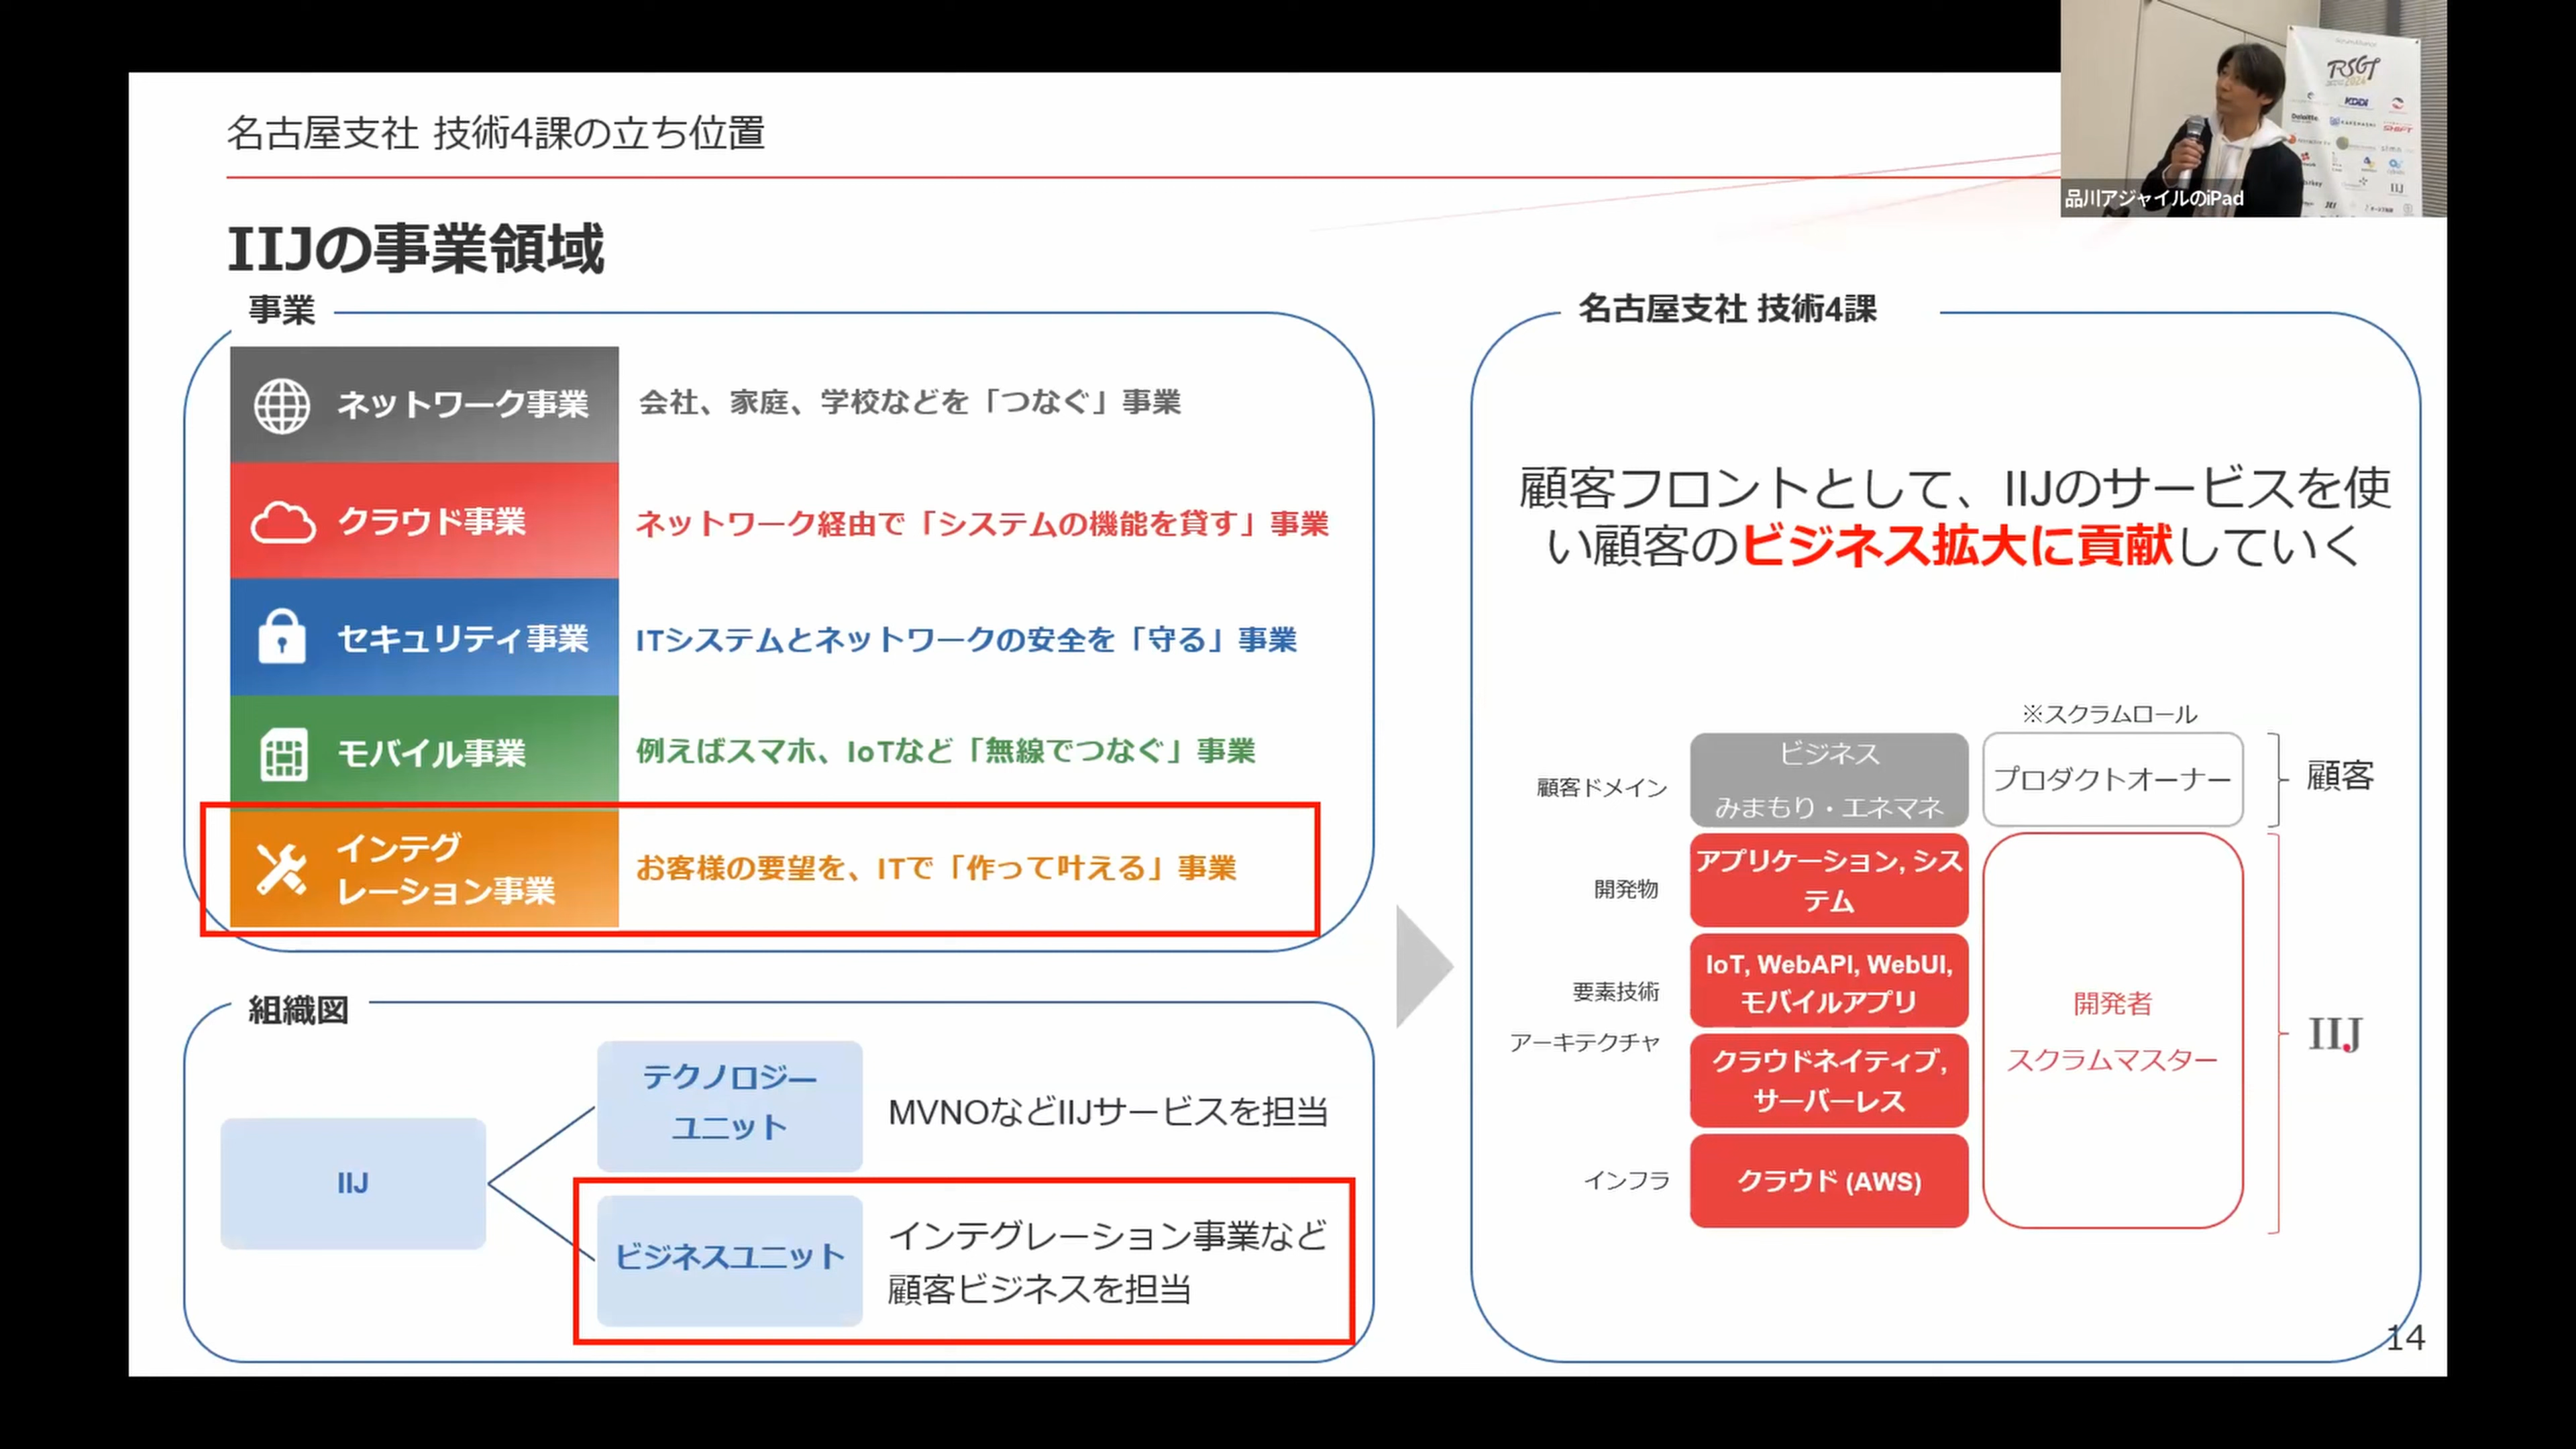 名古屋支社 技術4課の立ち位置
IIJの事業領域
事業
ネットワーク事業
会社、家庭、学校などを「つなぐ」事業
クラウド事業
ネットワーク経由で「システムの機能を貸す」事業
セキュリティ事業
ITシステムとネットワークの安全を「守る」事業
モバイル事業
例えばスマホ、IoTなど「無線でつなぐ」事業
インテグ
レーション事業
お客様の要望を、ITで「作って叶える」事業
組織図
IIJ
テクノロジー
ユニット
MVNOなどIIJサービスを担当
ビジネスユニット
インテグレーション事業など
顧客ビジネスを担当
名古屋支社 技術4課
顧客フロントとして、IIJのサービスを使
い顧客のビジネス拡大に貢献していく
※スクラムロール
顧客ドメイン
ビジネス
みまもり・エネマネ
プロダクトオーナー
顧客
開発物
アプリケーション, シス
テム
要素技術
IoT, WebAPI, WebUI,
モバイルアプリ
アーキテクチャ
クラウドネイティブ,
サーバーレス
インフラ
クラウド (AWS)
開発者
スクラムマスター
IIJ
14
RSGT
2024
KDDI
Deloitte.
SHIFT
IIJ
品川アジャイルのiPad